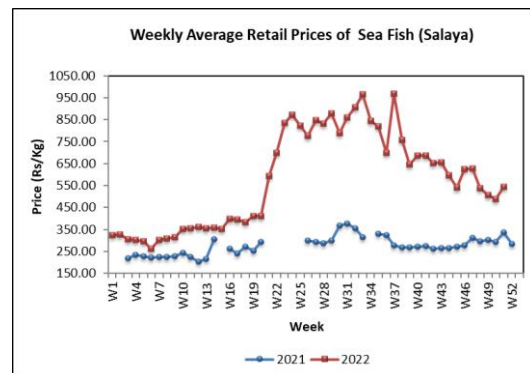 Weekly Average Retail Prices of Sea Fish (Salaya)
Price (Rs/Kg)
1050.00
950.00
850.00
750.00
650.00
550.00
450.00
350.00
250.00
150.00
W1 W4 W7 W10 W13 W16 W19 W22 W25 W28 W31 W34 W37 W40 W43 W46 W49 W52
Week
2021 2022